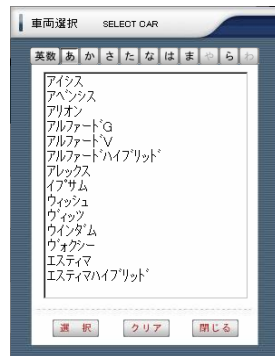 車両選択 SELECT CAR
英数 あ か さ た な は ま や ら わ
アイシス
アベンシス
アリオン
アルファードG
アルファードV
アルファードハイブリッド
アレックス
イプサム
ウィッシュ
ヴィッツ
ウインダム
ヴォクシー
エスティマ
エスティマハイブリッド
選 択 クリア 閉じる